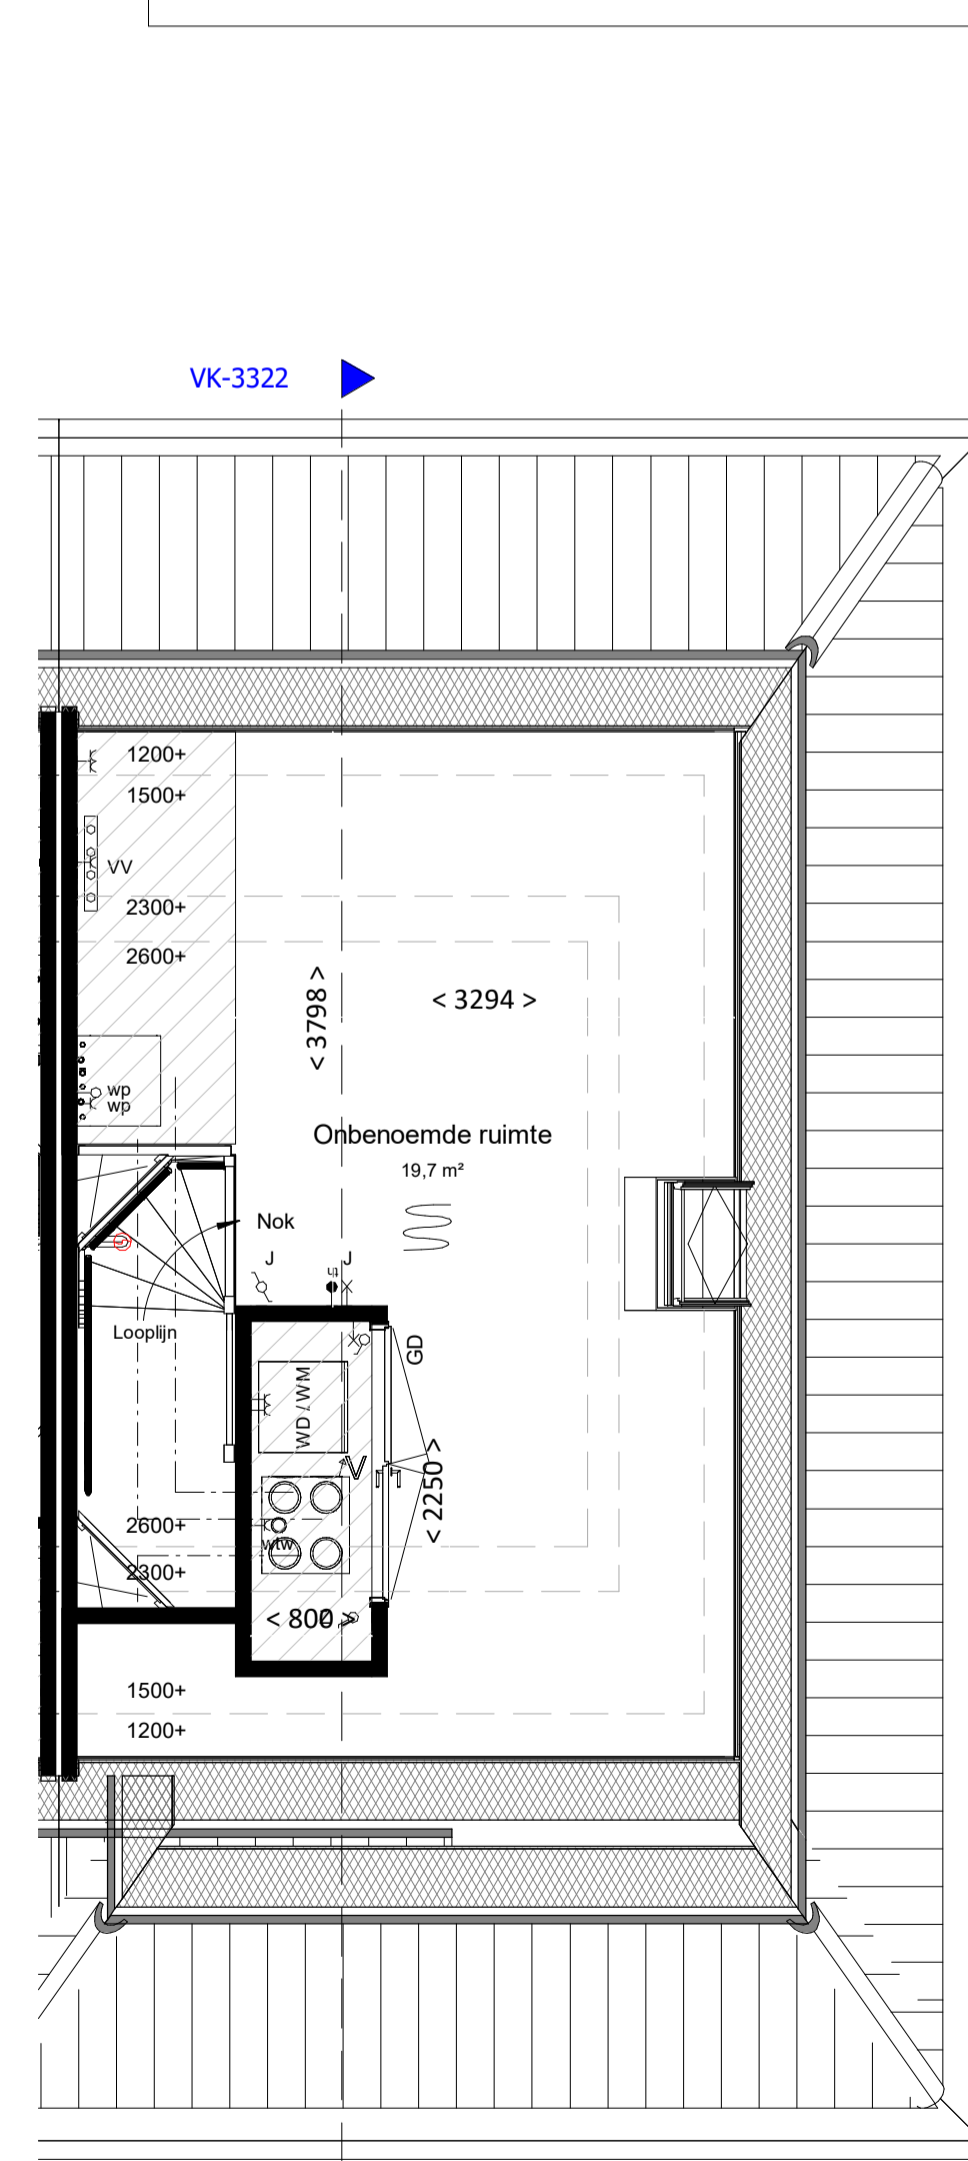 VK-3322
1200+
1500+
VV
2300+
2600+
< 3798 >
< 3294 >
wp
wp
Onbenoemde ruimte
19,7 m²
Nok
J
J
Looplijn
GD
WD / WM
V
< 2250 >
2600+
wtw
2300+
< 800 >
1500+
1200+